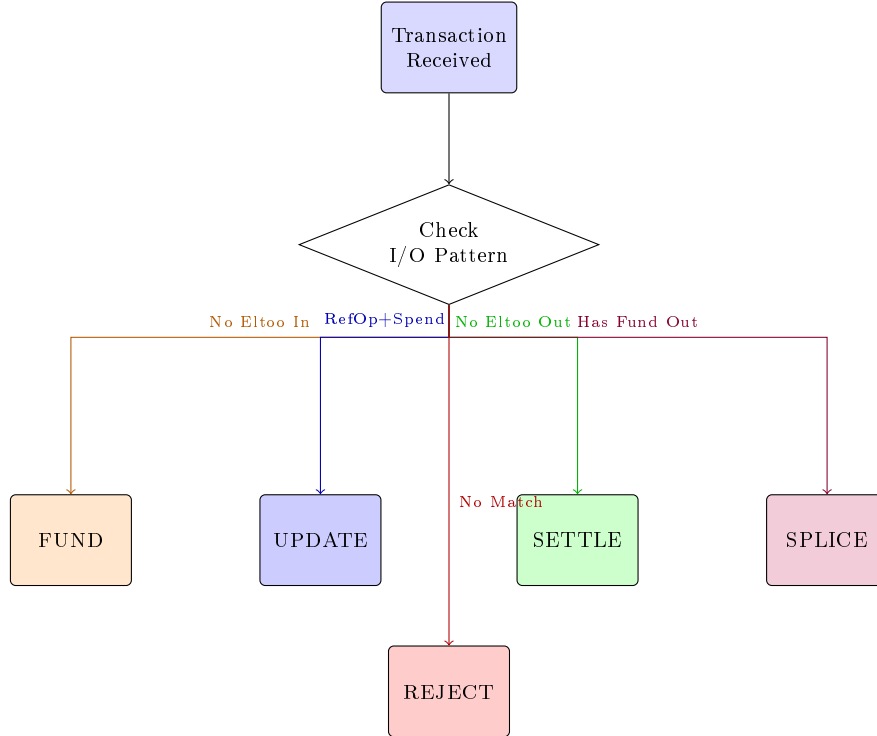 Transaction
Received
Check
I/O Pattern
No Eltoo In
RefOp+Spend
No Eltoo Out
Has Fund Out
No Match
FUND
UPDATE
SETTLE
SPLICE
REJECT